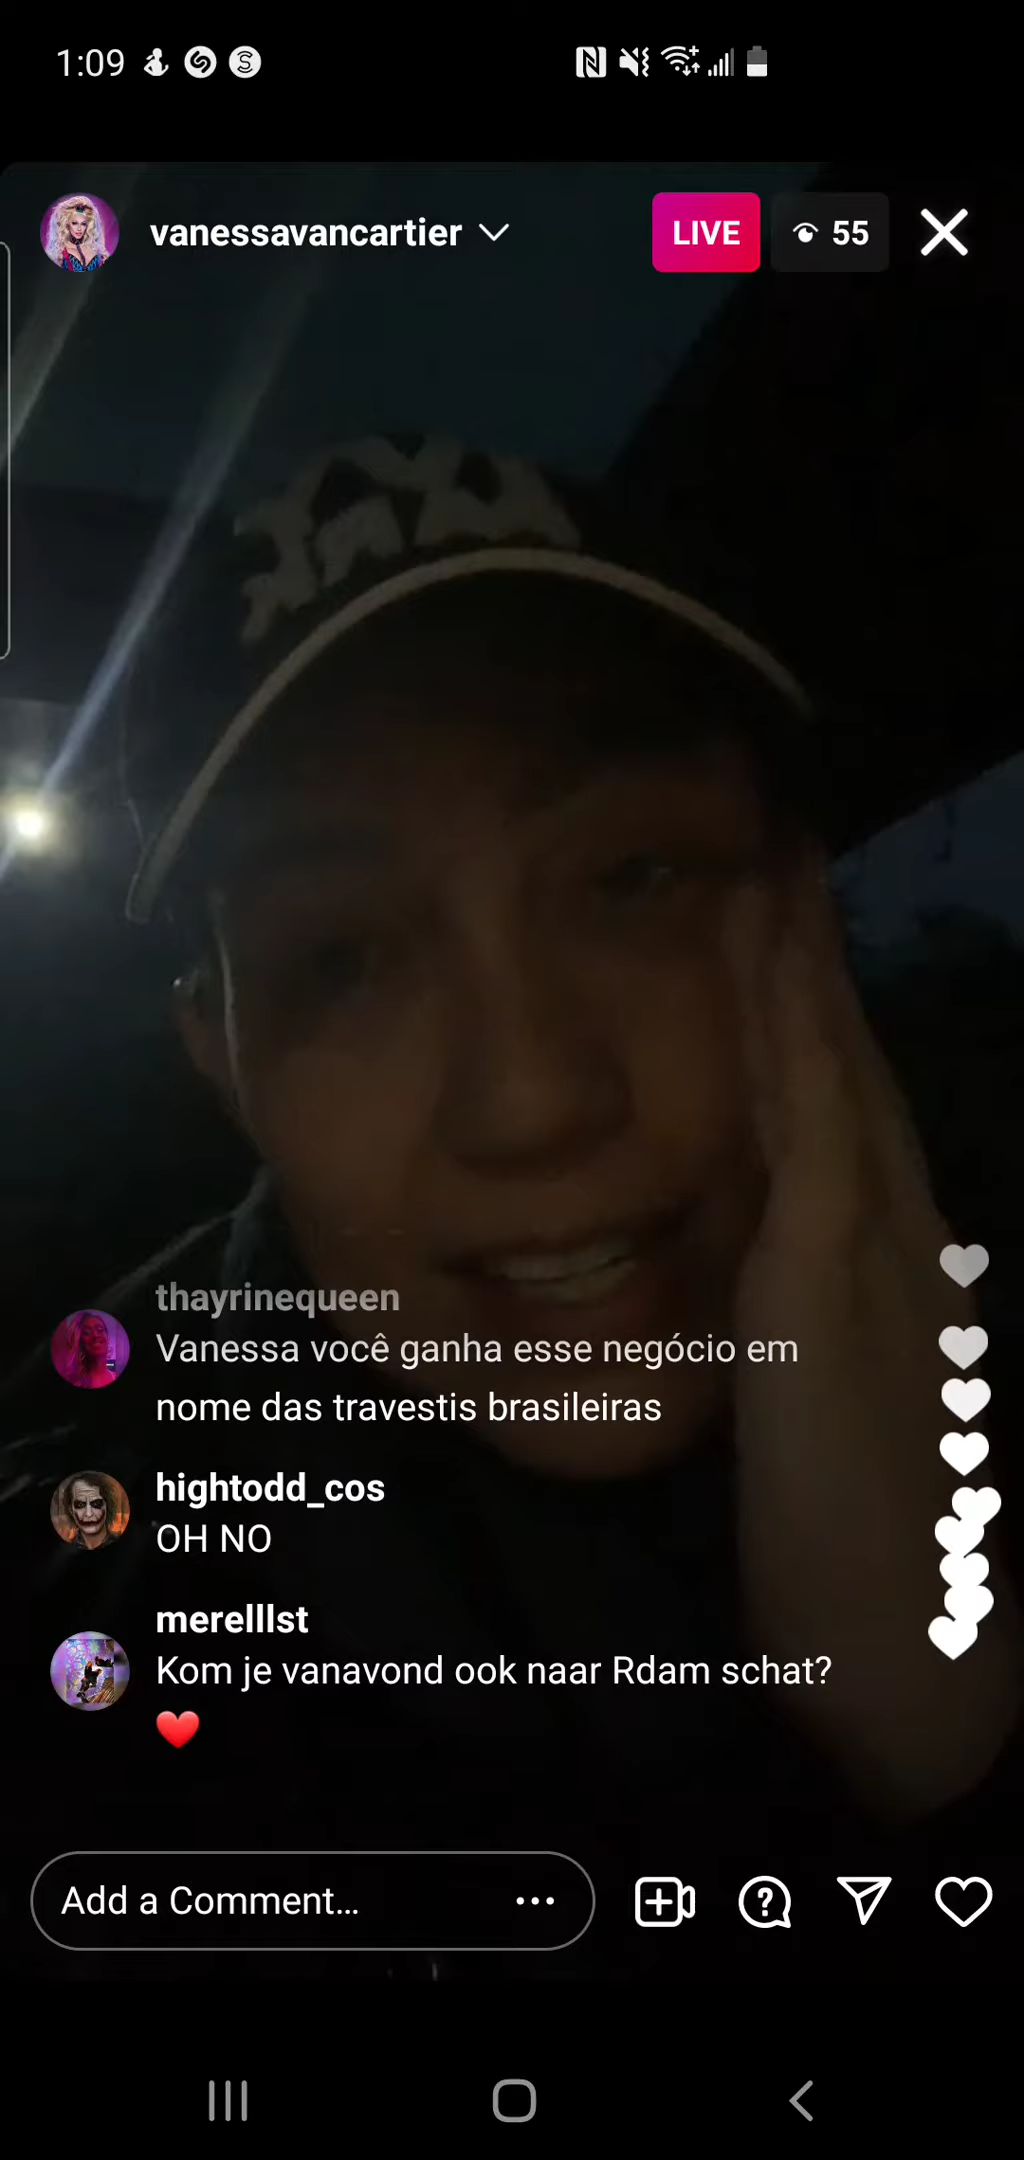 1:09
vanessavancartier
LIVE
55
thayrinequeen
Vanessa você ganha esse negócio em
nome das travestis brasileiras
hightodd_cos
OH NO
merelllst
Kom je vanavond ook naar Rdam schat?
❤️
Add a Comment...